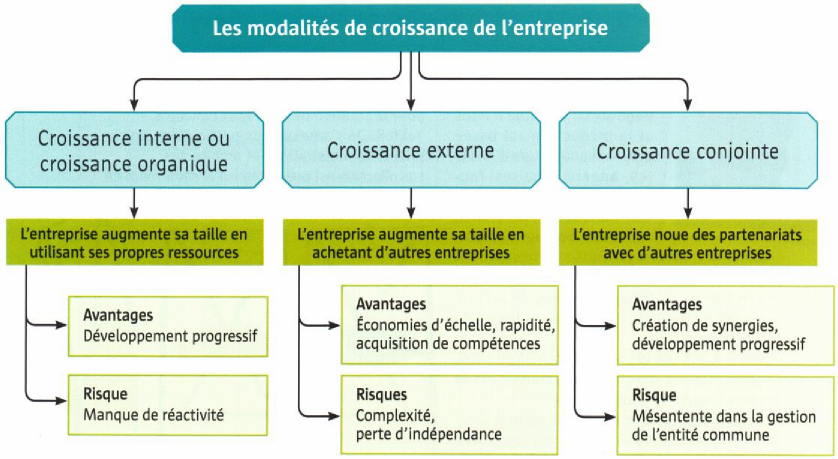 Les modalités de croissance de l'entreprise
Croissance interne ou
croissance organique
L'entreprise augmente sa taille en
utilisant ses propres ressources
Avantages
Développement progressif
Risque
Manque de réactivité
Croissance externe
L'entreprise augmente sa taille en
achetant d'autres entreprises
Avantages
Économies d'échelle, rapidité,
acquisition de compétences
Risques
Complexité,
perte d'indépendance
Croissance conjointe
L'entreprise noue des partenariats
avec d'autres entreprises
Avantages
Création de synergies,
développement progressif
Risque
Mésentente dans la gestion
de l'entité commune